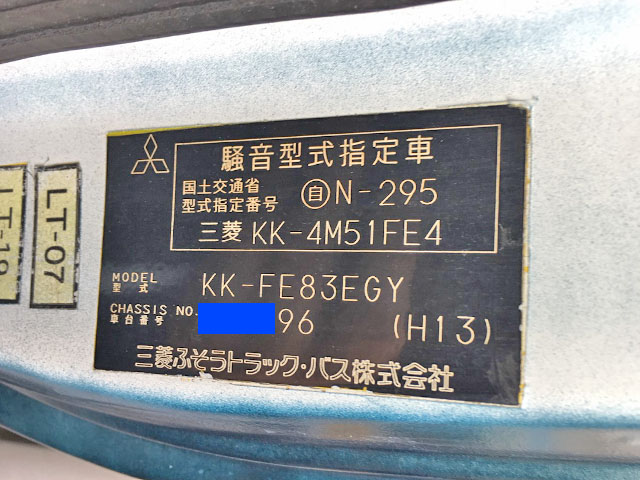 騒音型式指定車
国土交通省
型式指定番号 自N-295
三菱 KK-4M51FE4
MODEL
型式 KK-FE83EGY
CHASSIS NO.
車台番号 96 (H13)
三菱ふそうトラック・バス株式会社
LT-07
LT-19